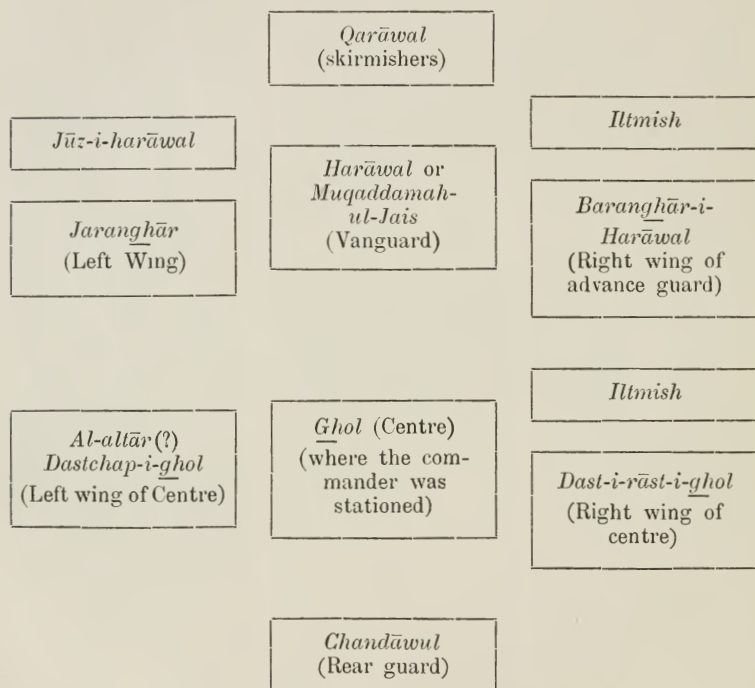 Qarāwal
(skirmishers)
Iltmish
Jūz-i-harāwal
Harāwal or
Muqaddamah-
ul-Jais
(Vanguard)
Jaranghār
(Left Wing)
Baranghār-i-
Harāwal
(Right wing of
advance guard)
Iltmish
Al-altār(?)
Dastchap-i-ghol
(Left wing of Centre)
Ghol (Centre)
(where the com-
mander was
stationed)
Dast-i-rāst-i-ghol
(Right wing of
centre)
Chandāwul
(Rear guard)